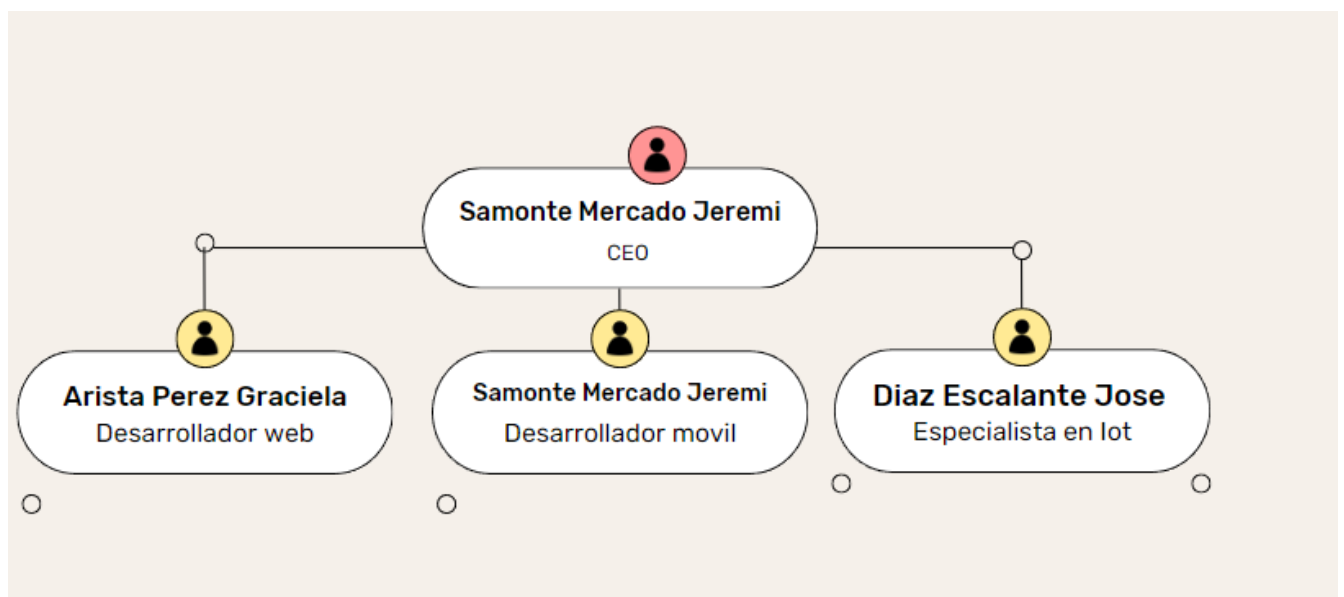 Samonte Mercado Jeremi
CEO
Arista Perez Graciela
Desarrollador web
Samonte Mercado Jeremi
Desarrollador movil
Diaz Escalante Jose
Especialista en Iot